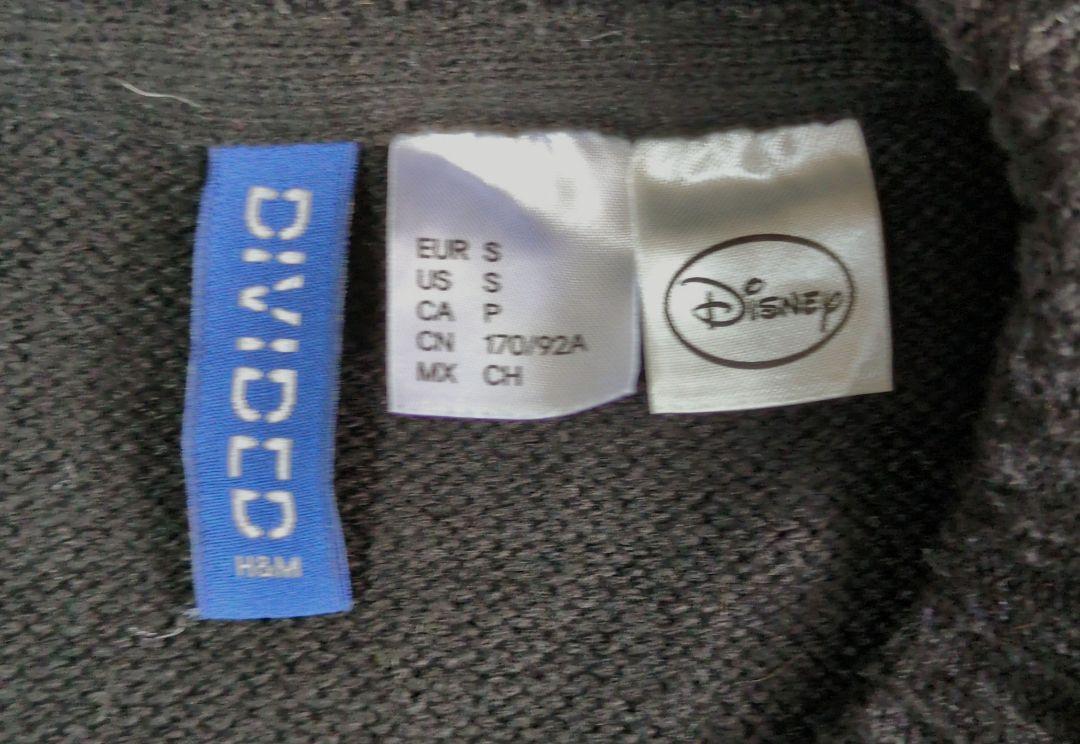 DIVIDED
H&M
EUR S
US S
CA P
CN 170/92A
MX CH
Disney